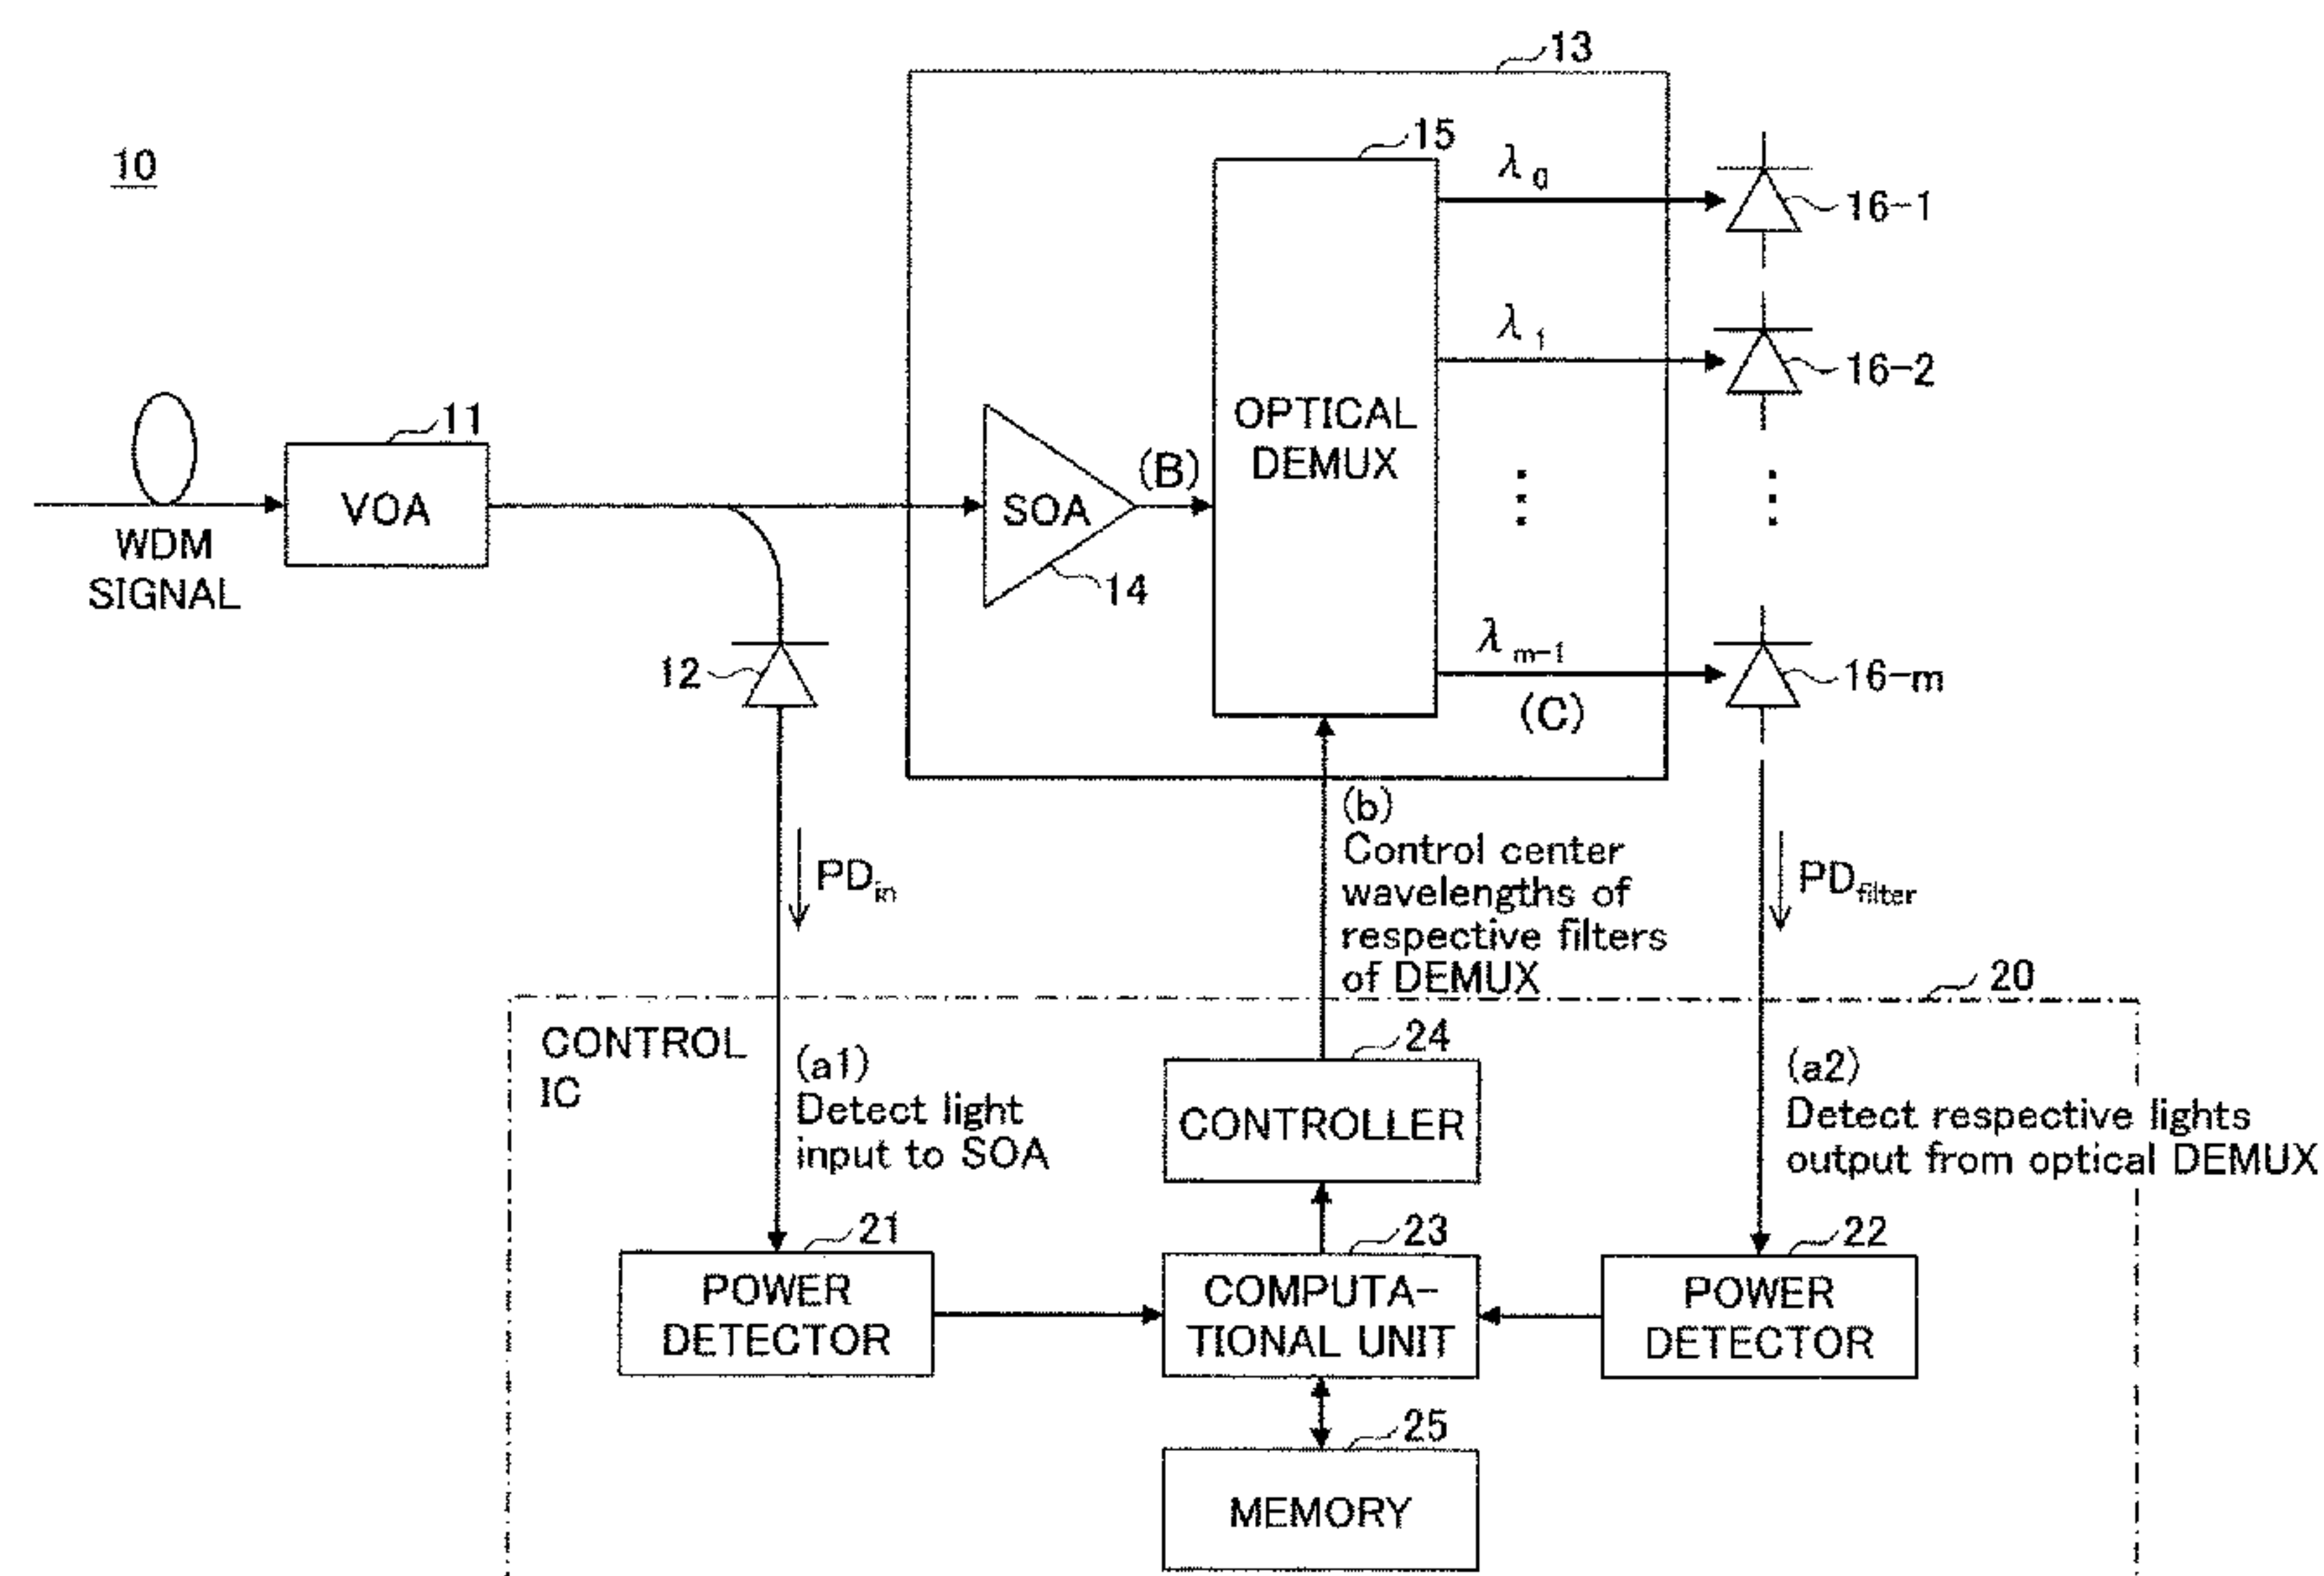 10
13
15
λ0
16-1
λ1
16-2
11
VOA
WDM
SIGNAL
SOA
(B)
14
OPTICAL
DEMUX
λm-1
16-m
(C)
12
PDin
(b)
Control center
wavelengths of
respective filters
of DEMUX
PDfilter
20
CONTROL
IC
(a1)
Detect light
input to SOA
24
CONTROLLER
(a2)
Detect respective lights
output from optical DEMUX
21
POWER
DETECTOR
23
COMPUTA-
TIONAL UNIT
22
POWER
DETECTOR
25
MEMORY